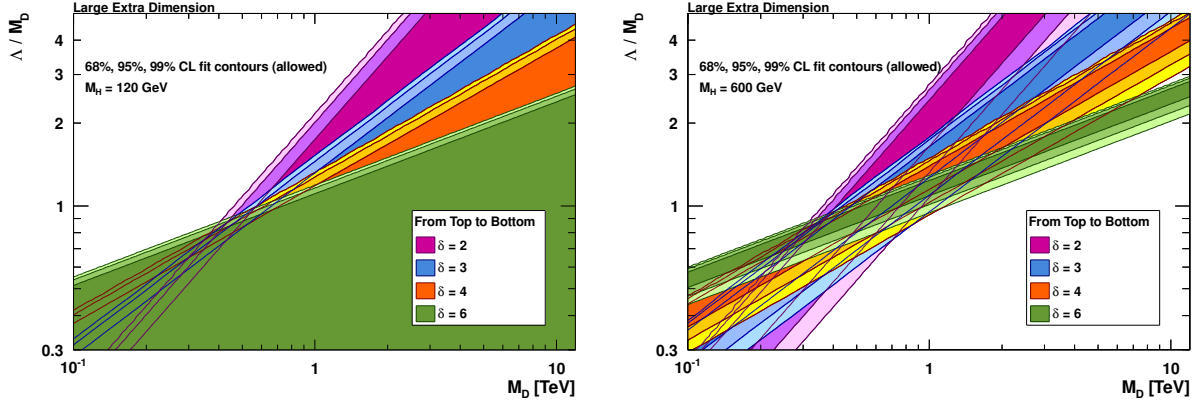 Large Extra Dimension
Λ / M_D
68%, 95%, 99% CL fit contours (allowed)
M_H = 120 GeV
4
3
2
1
0.3
From Top to Bottom
δ = 2
δ = 3
δ = 4
δ = 6
10⁻¹
1
10
M_D [TeV]
Large Extra Dimension
Λ / M_D
68%, 95%, 99% CL fit contours (allowed)
M_H = 600 GeV
4
3
2
1
0.3
From Top to Bottom
δ = 2
δ = 3
δ = 4
δ = 6
10⁻¹
1
10
M_D [TeV]